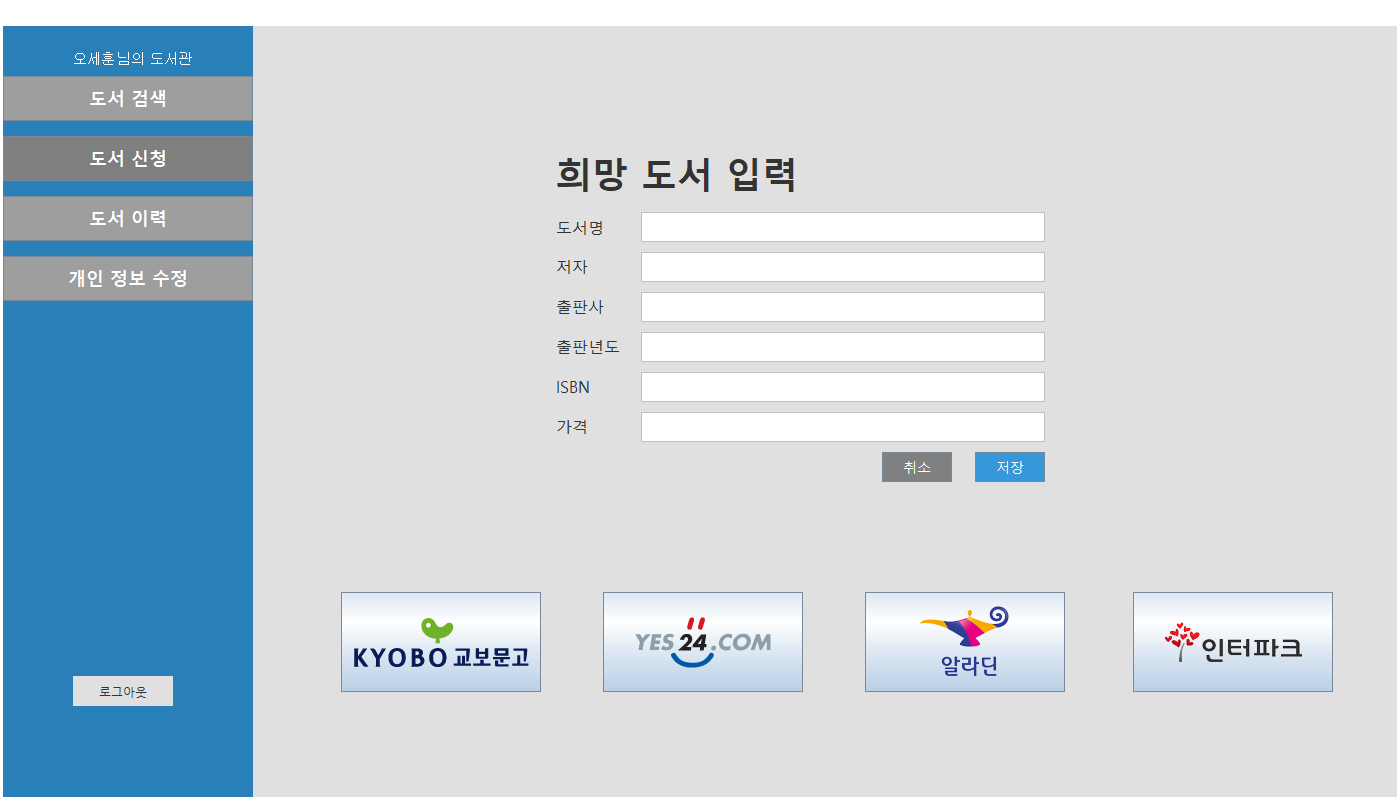 오세훈님의 도서관
도서 검색
도서 신청
도서 이력
개인 정보 수정
로그아웃
희망 도서 입력
도서명
저자
출판사
출판년도
ISBN
가격
취소 저장
KYOBO 교보문고
YES24.COM
알라딘
인터파크